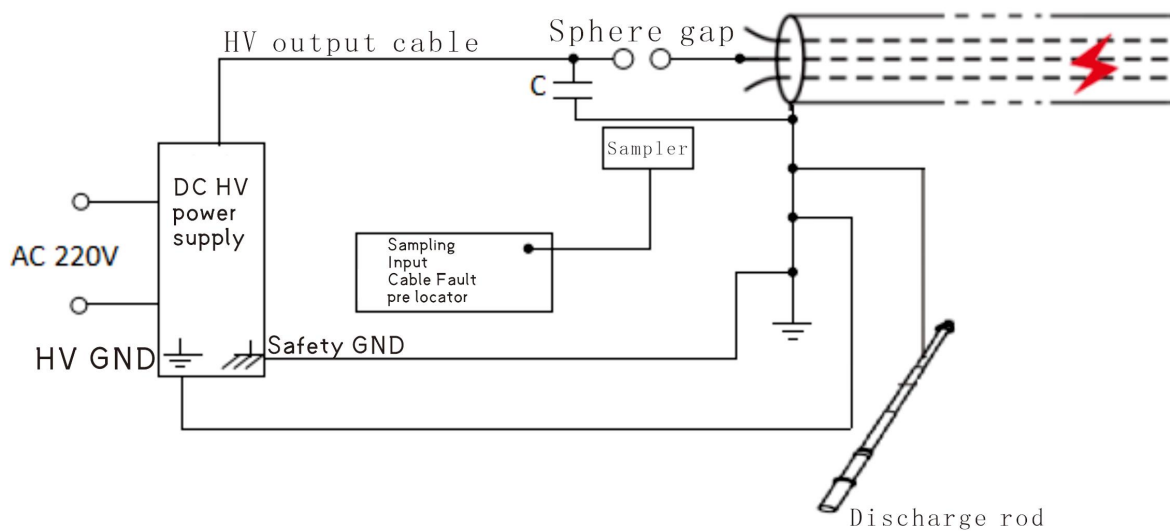 HV output cable
Sphere gap
C
Sampler
DC HV
power
supply
AC 220V
Sampling
Input
Cable Fault
pre locator
HV GND
Safety GND
Discharge rod